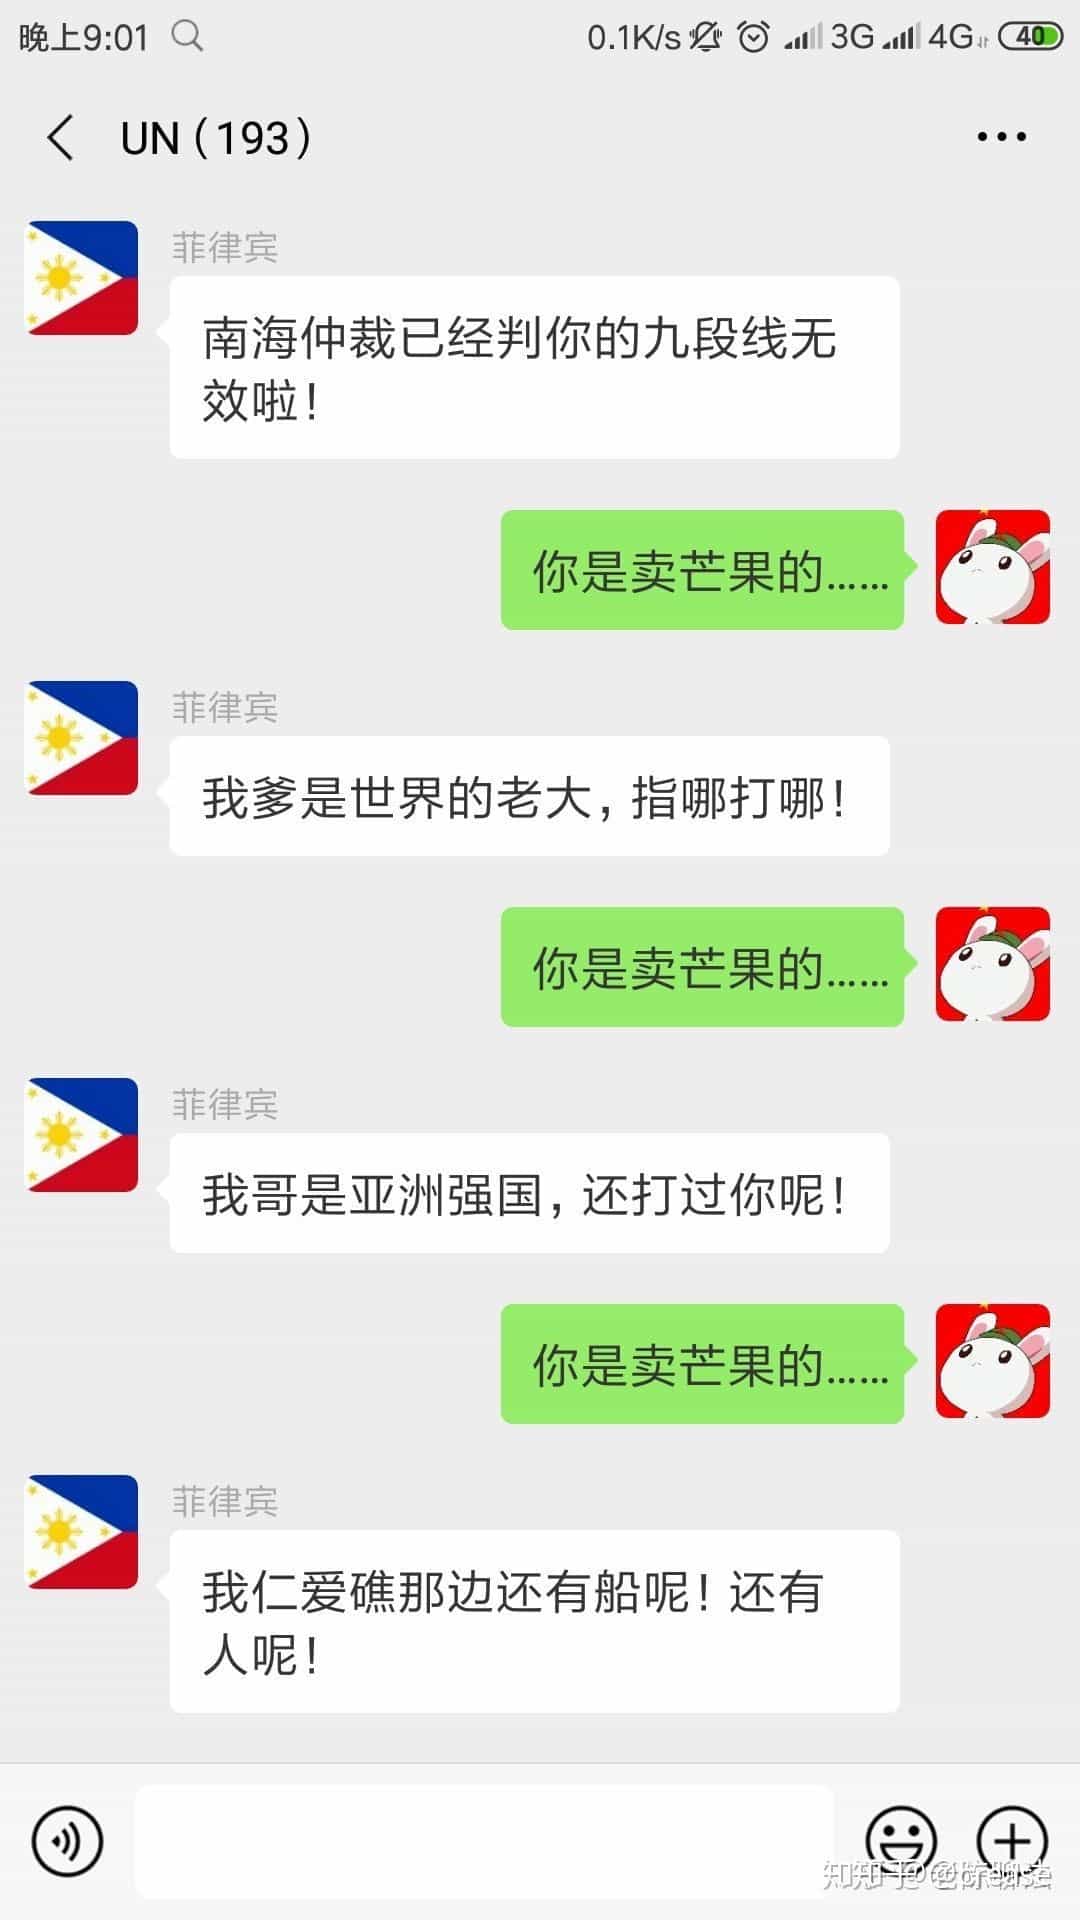 晚上9:01
0.1K/s 3G 4G 40
UN（193）
菲律宾
南海仲裁已经判你的九段线无
效啦！
你是卖芒果的……
菲律宾
我爹是世界的老大，指哪打哪！
你是卖芒果的……
菲律宾
我哥是亚洲强国，还打过你呢！
你是卖芒果的……
菲律宾
我仁爱礁那边还有船呢！还有
人呢！
知乎